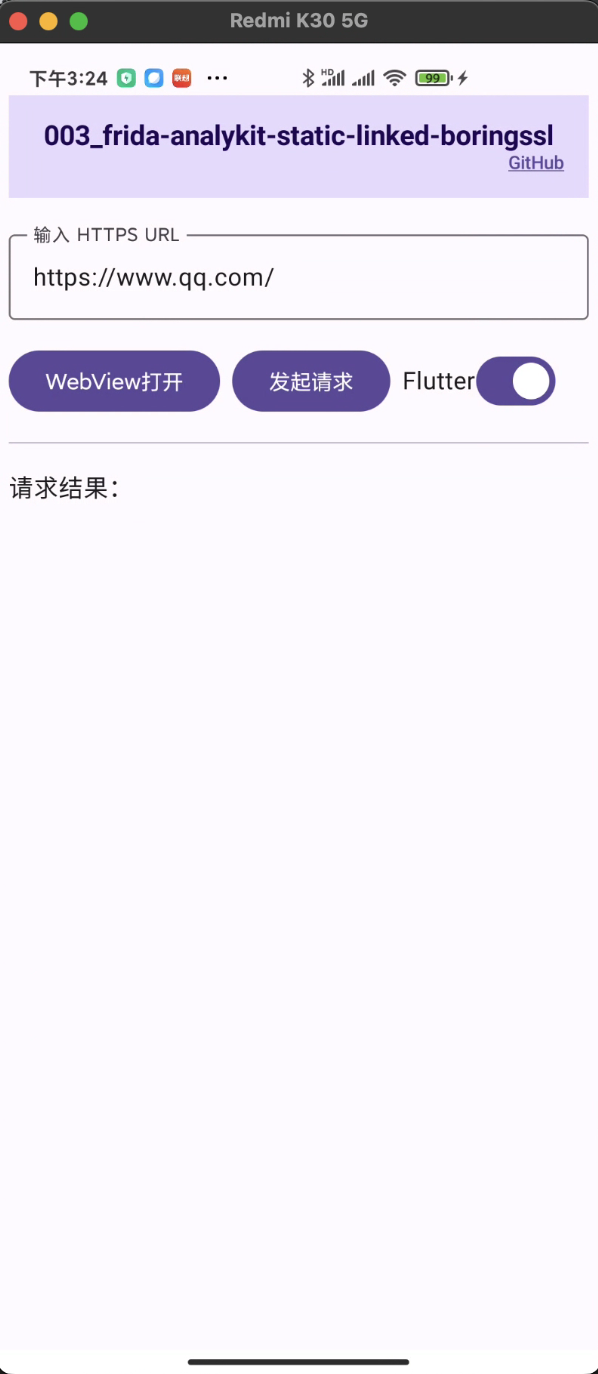 Redmi K30 5G
下午3:24 ··· HD 99
003_frida-analykit-static-linked-boringssl
GitHub
输入 HTTPS URL
https://www.qq.com/
WebView打开 发起请求 Flutter
请求结果：